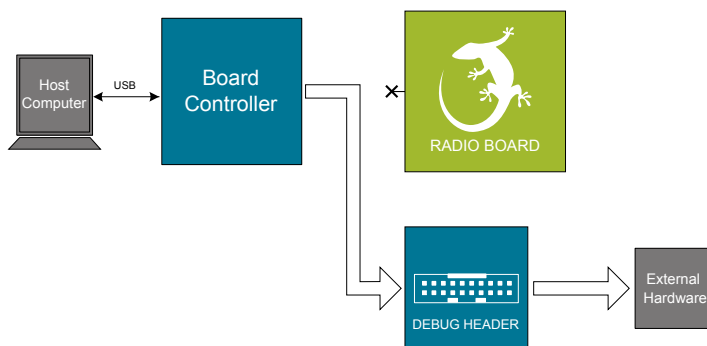 Host
Computer
USB
Board
Controller
RADIO BOARD
DEBUG HEADER
External
Hardware